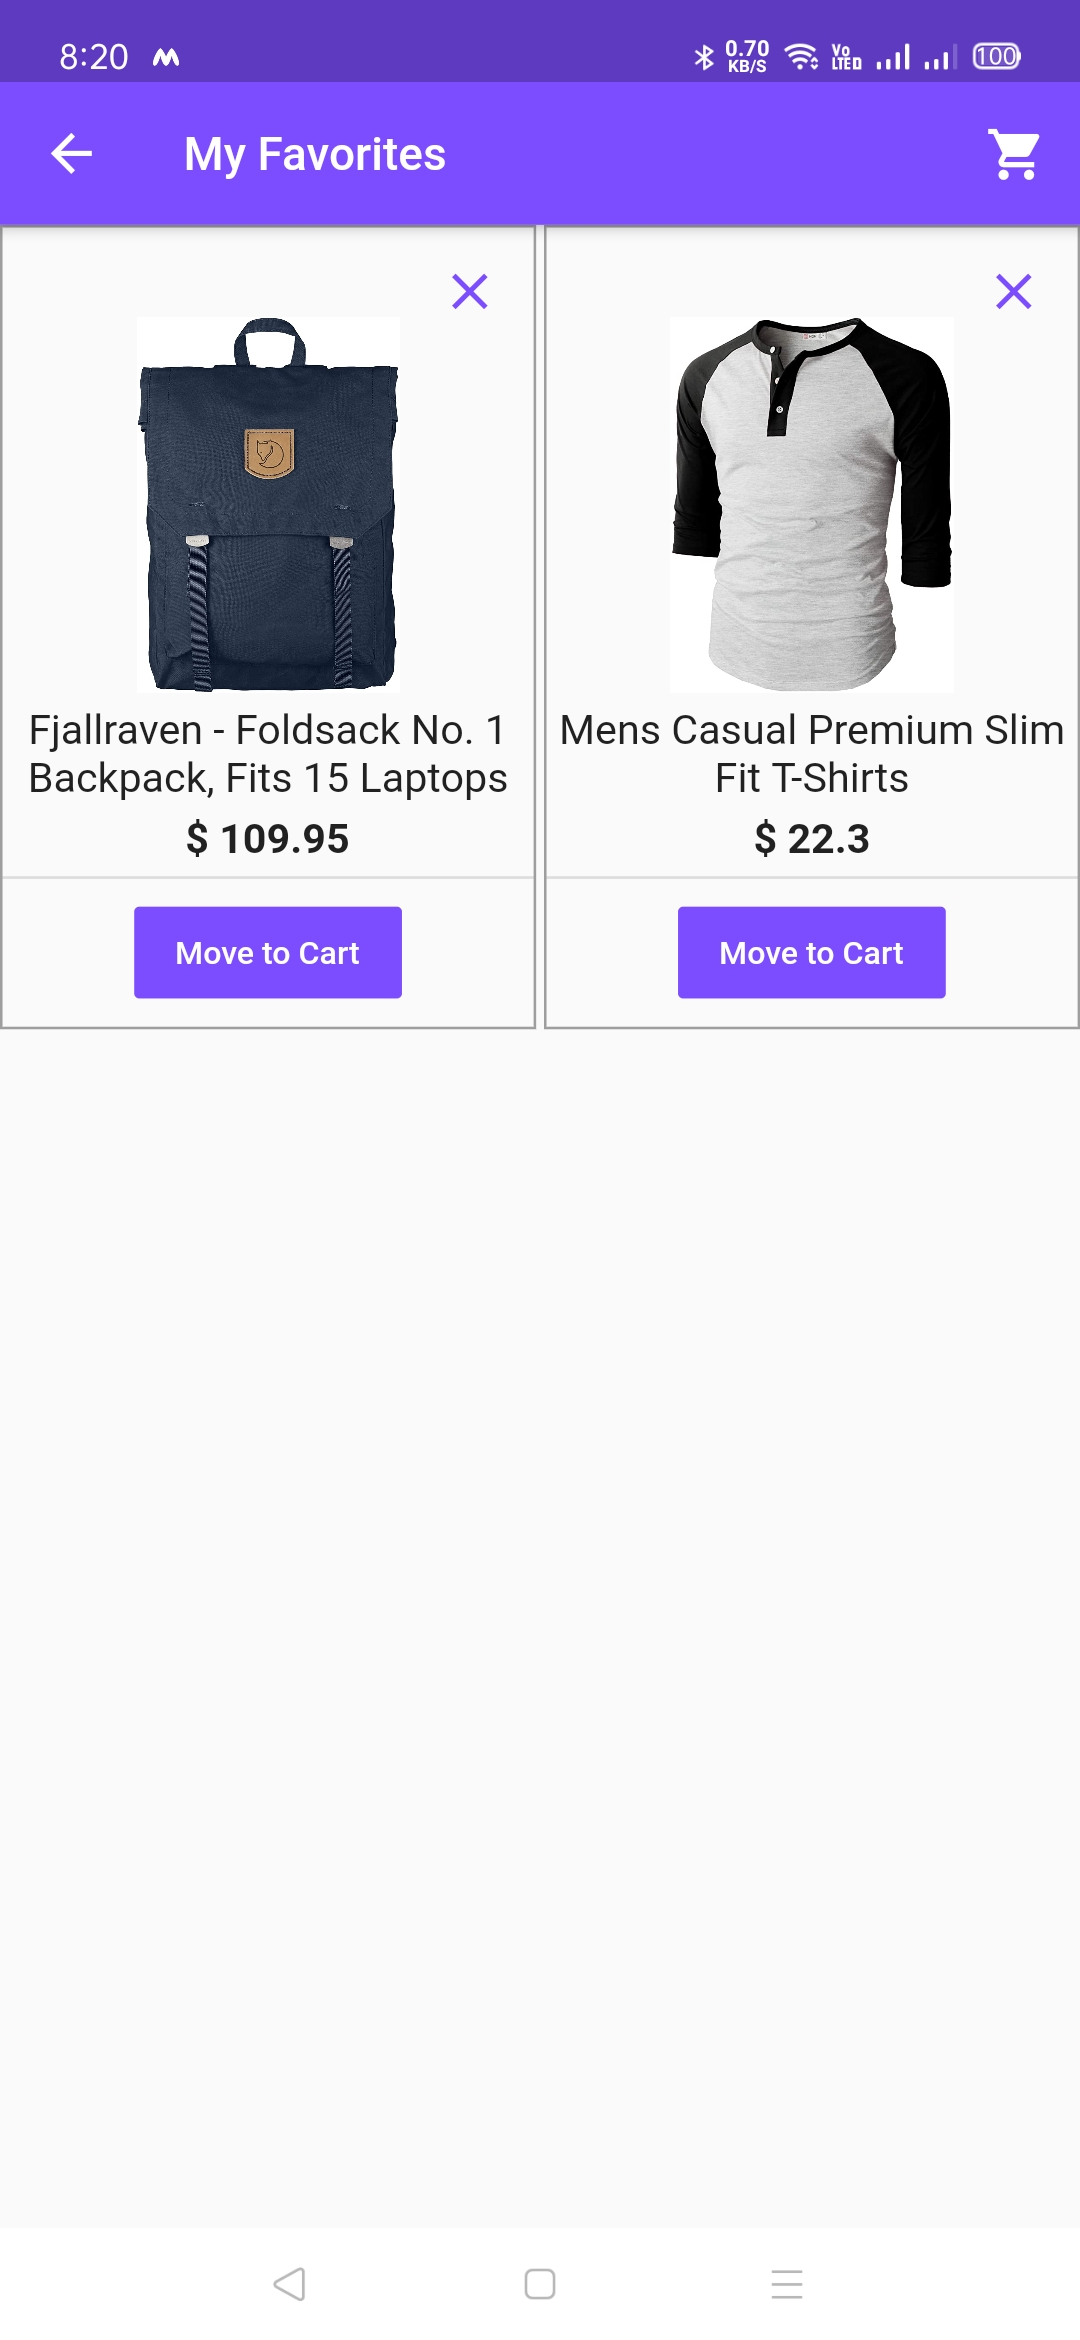 8:20
0.70
KB/S
Vo
LTE D
100
My Favorites
Fjallraven - Foldsack No. 1
Backpack, Fits 15 Laptops
$ 109.95
Move to Cart
Mens Casual Premium Slim
Fit T-Shirts
$ 22.3
Move to Cart